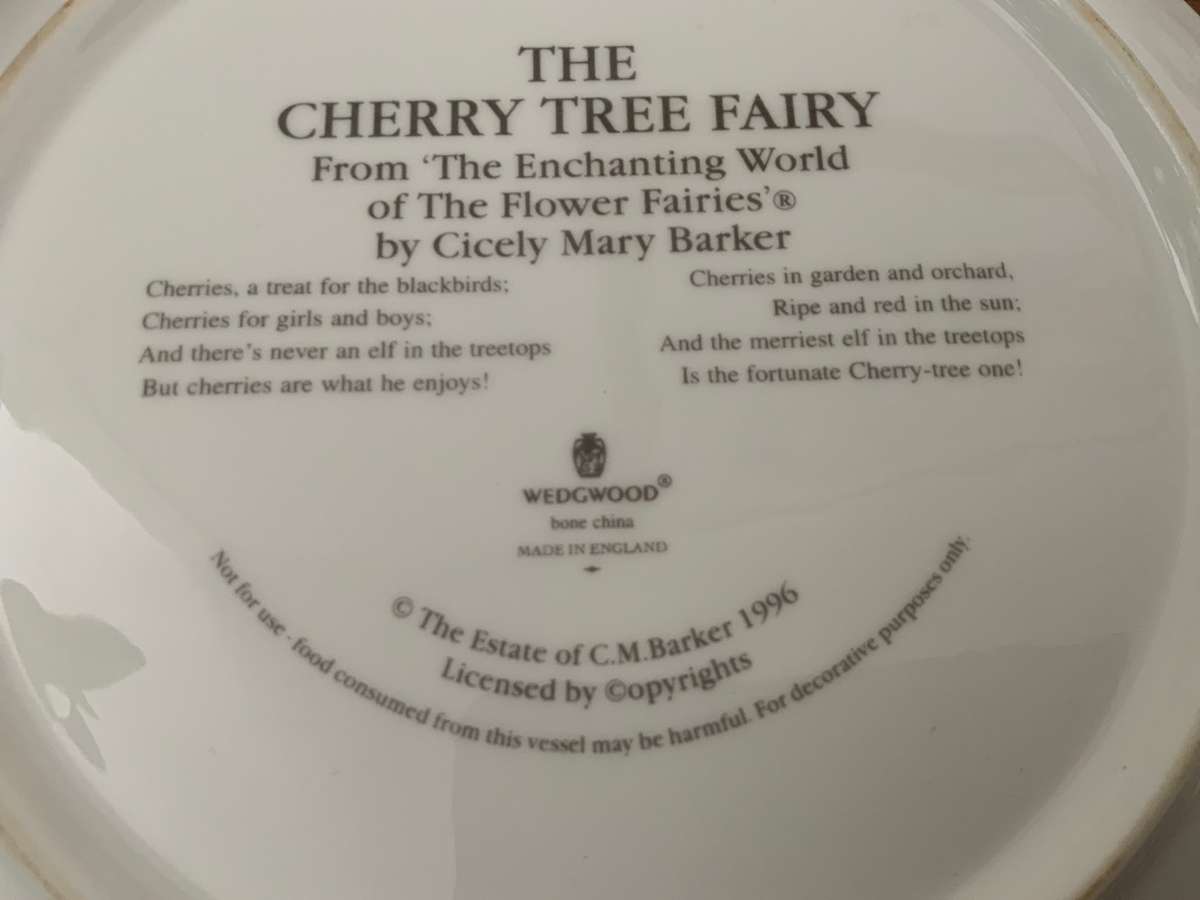 THE
CHERRY TREE FAIRY
From ‘The Enchanting World
of The Flower Fairies’®
by Cicely Mary Barker
Cherries, a treat for the blackbirds;
Cherries for girls and boys;
And there's never an elf in the treetops
But cherries are what he enjoys!
Cherries in garden and orchard,
Ripe and red in the sun;
And the merriest elf in the treetops
Is the fortunate Cherry-tree one!
WEDGWOOD®
bone china
MADE IN ENGLAND
© The Estate of C.M.Barker 1996
Licensed by ©opyrights
Not for use - food consumed from this vessel may be harmful. For decorative purposes only.